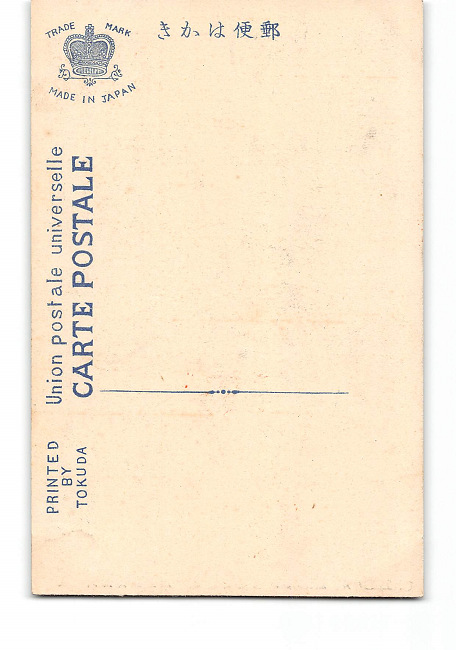 TRADE MARK
MADE IN JAPAN
郵便はかき
Union postale universelle
CARTE POSTALE
PRINTED
BY
TOKUDA